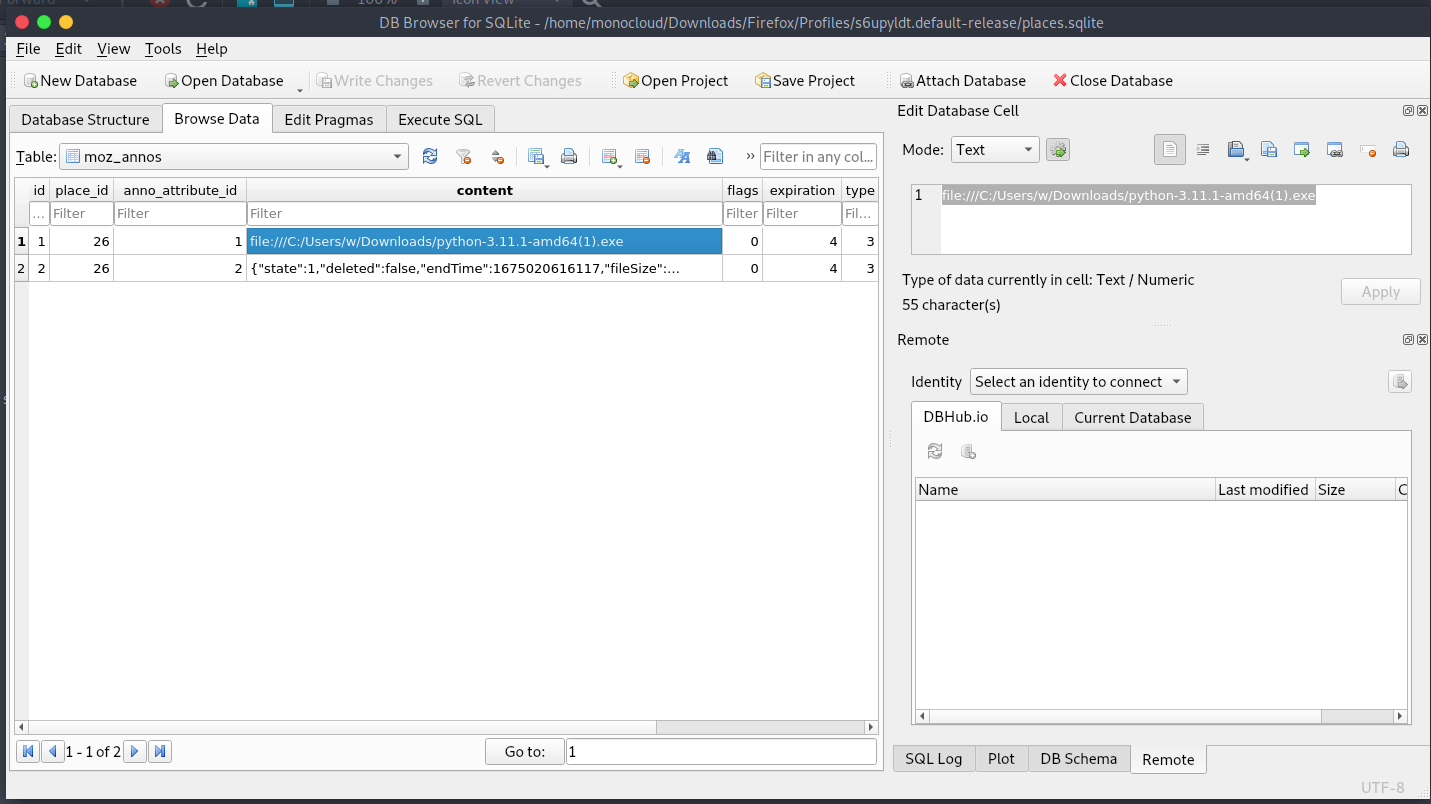 DB Browser for SQLite - /home/monocloud/Downloads/Firefox/Profiles/s6upyldt.default-release/places.sqlite
File Edit View Tools Help
New Database Open Database Write Changes Revert Changes Open Project Save Project Attach Database Close Database
Database Structure Browse Data Edit Pragmas Execute SQL
Table: moz_annos » Filter in any col...
id place_id anno_attribute_id content flags expiration type
... Filter Filter Filter Filter Filter Fil...
1 1 26 1 file:///C:/Users/w/Downloads/python-3.11.1-amd64(1).exe 0 4 3
2 2 26 2 {"state":1,"deleted":false,"endTime":1675020616117,"fileSize":... 0 4 3
1 - 1 of 2 Go to: 1
Edit Database Cell
Mode: Text
1 file:///C:/Users/w/Downloads/python-3.11.1-amd64(1).exe
Type of data currently in cell: Text / Numeric
55 character(s)
Apply
Remote
Identity Select an identity to connect
DBHub.io Local Current Database
Name Last modified Size C
SQL Log Plot DB Schema Remote
UTF-8